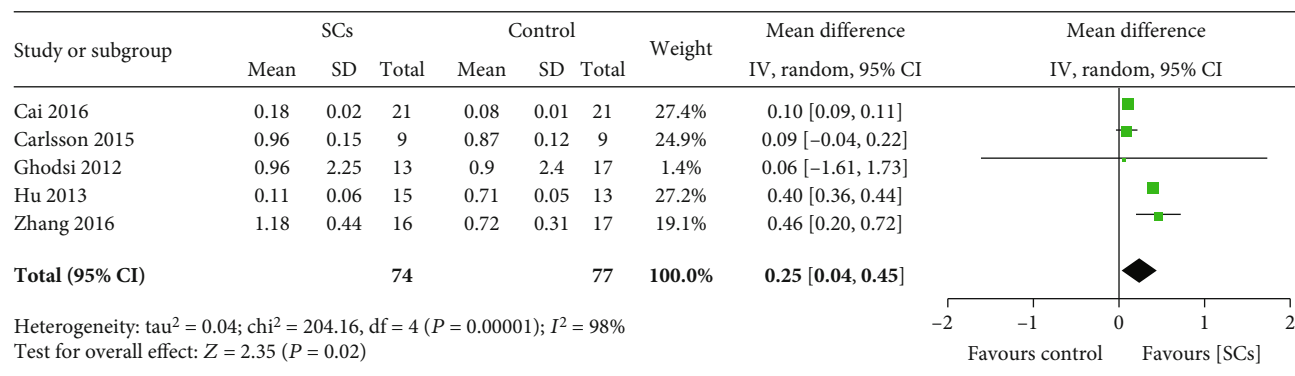 Study or subgroup SCs Control Weight Mean difference Mean difference
Mean SD Total Mean SD Total IV, random, 95% CI IV, random, 95% CI
Cai 2016 0.18 0.02 21 0.08 0.01 21 27.4% 0.10 [0.09, 0.11]
Carlsson 2015 0.96 0.15 9 0.87 0.12 9 24.9% 0.09 [−0.04, 0.22]
Ghodsi 2012 0.96 2.25 13 0.9 2.4 17 1.4% 0.06 [−1.61, 1.73]
Hu 2013 0.11 0.06 15 0.71 0.05 13 27.2% 0.40 [0.36, 0.44]
Zhang 2016 1.18 0.44 16 0.72 0.31 17 19.1% 0.46 [0.20, 0.72]
Total (95% CI) 74 77 100.0% 0.25 [0.04, 0.45]
Heterogeneity: tau² = 0.04; chi² = 204.16, df = 4 (P = 0.00001); I² = 98%
Test for overall effect: Z = 2.35 (P = 0.02)
−2 −1 0 1 2
Favours control Favours [SCs]